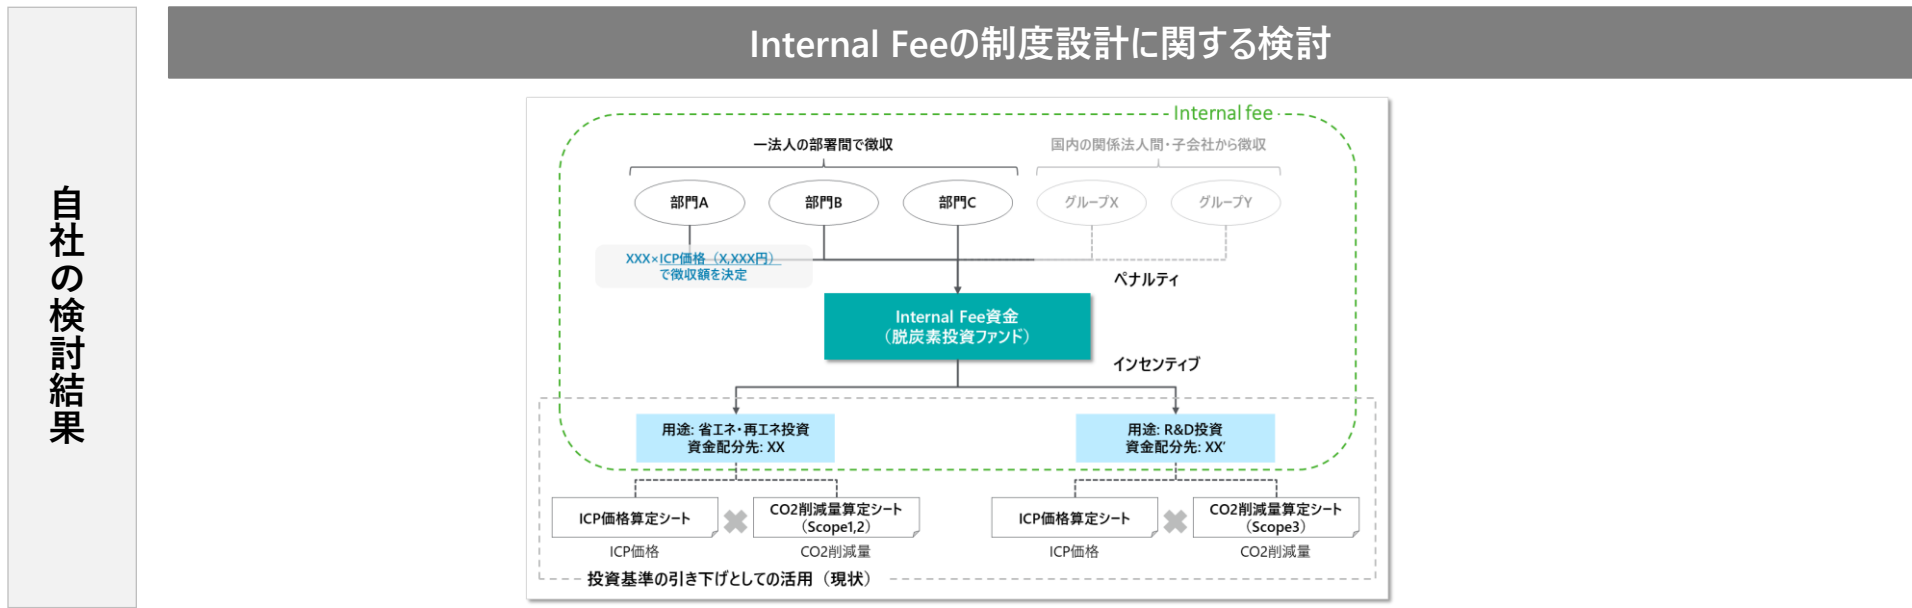 自社の検討結果
Internal Feeの制度設計に関する検討
Internal fee
一法人の部署間で徴収
国内の関係法人間・子会社から徴収
部門A
部門B
部門C
グループX
グループY
XXX×ICP価格（X,XXX円）
で徴収額を決定
ペナルティ
Internal Fee資金
（脱炭素投資ファンド）
インセンティブ
用途: 省エネ・再エネ投資
資金配分先: XX
用途: R&D投資
資金配分先: XX’
ICP価格算定シート
CO2削減量算定シート
（Scope1,2）
ICP価格算定シート
CO2削減量算定シート
（Scope3）
ICP価格
CO2削減量
ICP価格
CO2削減量
投資基準の引き下げとしての活用（現状）